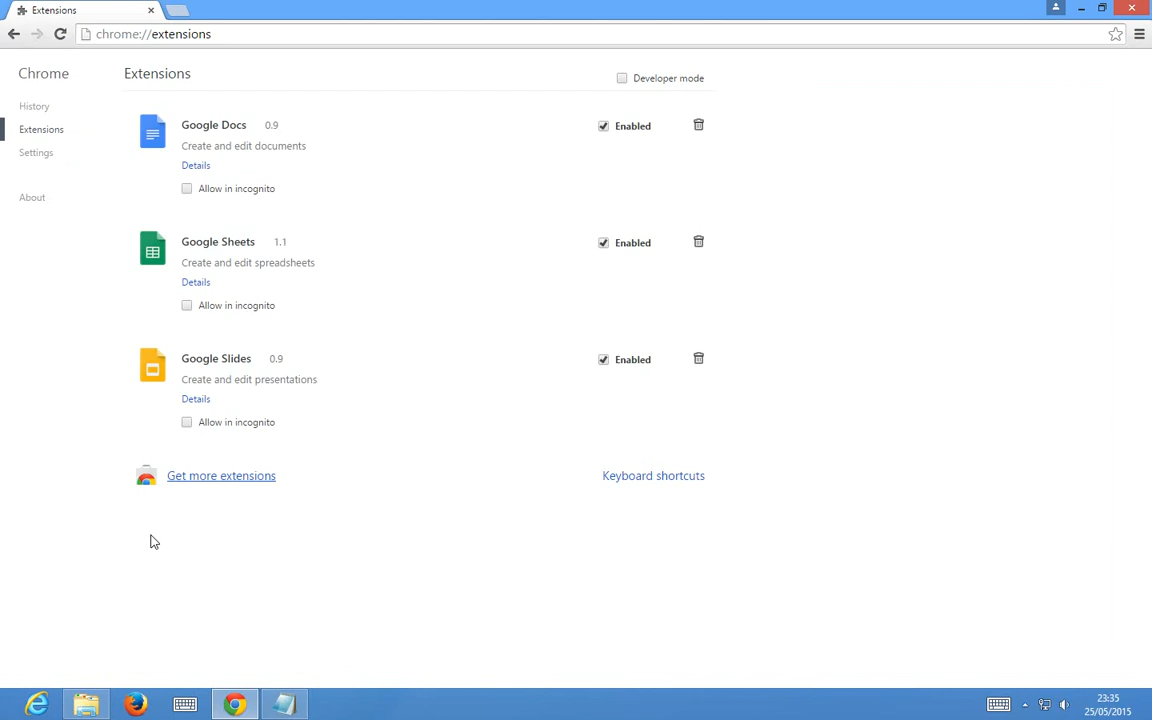 Extensions
chrome://extensions
Chrome
Extensions
Developer mode
History
Extensions
Settings
About
Google Docs 0.9
Enabled
Create and edit documents
Details
Allow in incognito
Google Sheets 1.1
Enabled
Create and edit spreadsheets
Details
Allow in incognito
Google Slides 0.9
Enabled
Create and edit presentations
Details
Allow in incognito
Get more extensions
Keyboard shortcuts
23:35
25/05/2015